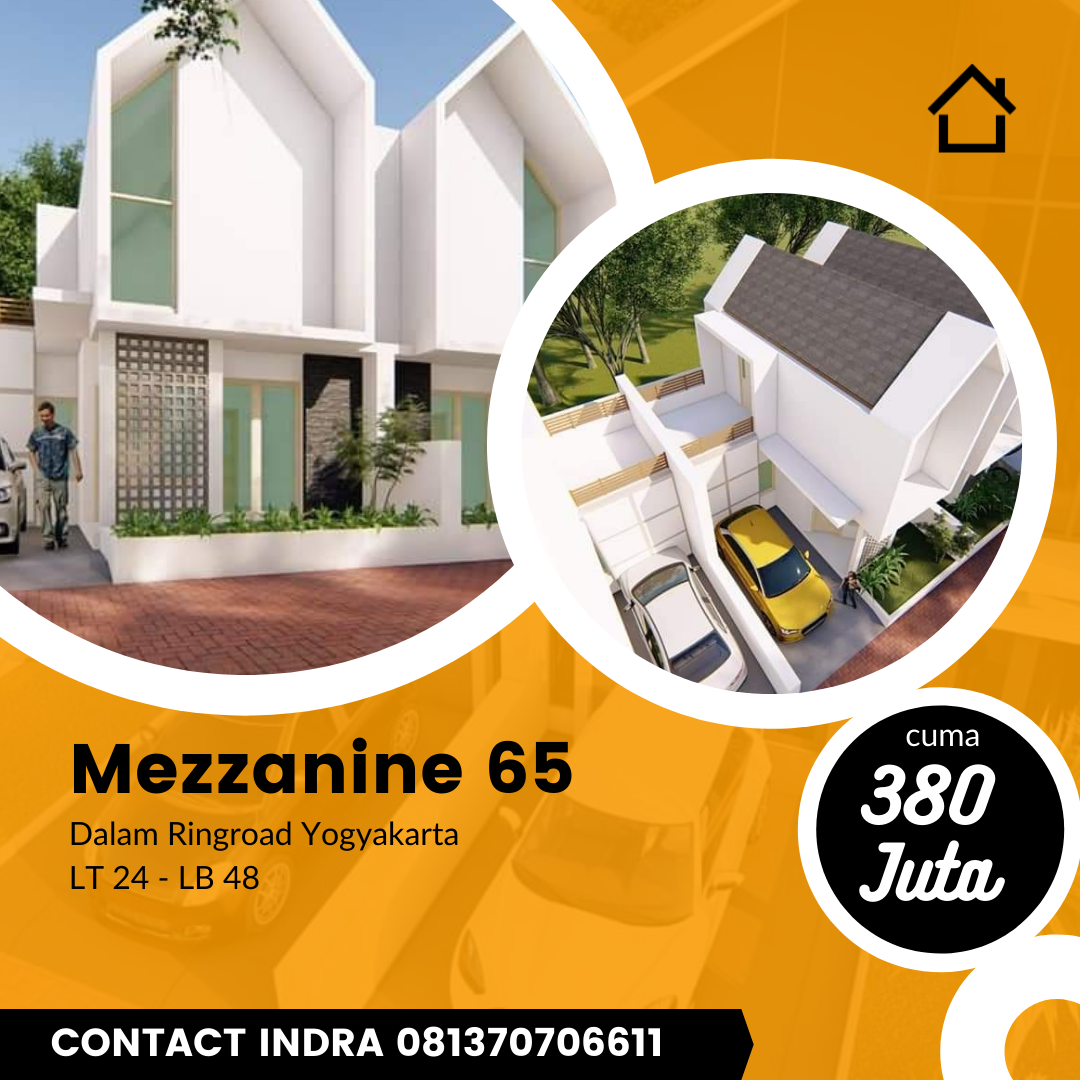 Mezzanine 65
Dalam Ringroad Yogyakarta
LT 24 - LB 48
cuma
380
Juta
CONTACT INDRA 081370706611